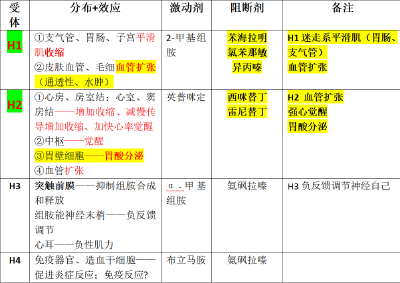 受体 分布+效应 激动剂 阻断剂 备注
H1 ①支气管、胃肠、子宫平滑肌收缩
②皮肤血管、毛细血管扩张（通透性、水肿）
2-甲基组胺
苯海拉明
氯苯那敏
异丙嗪
H1 迷走系平滑肌（胃肠、支气管）
血管扩张
H2 ①心房、房室结；心室、窦房结——增加收缩、减慢传导增加收缩、加快心率觉醒
②中枢——觉醒
③胃壁细胞——胃酸分泌
④血管扩张
英普咪定
西咪替丁
雷尼替丁
H2 血管扩张
强心觉醒
胃酸分泌
H3 突触前膜——抑制组胺合成和释放
组胺能神经末梢——负反馈调节
心耳——负性肌力
α-甲基组胺
氨砜拉嗪
H3 负反馈调节神经自己
H4 免疫器官、造血干细胞——促进炎症反应；免疫反应?
布立马胺
氨砜拉嗪